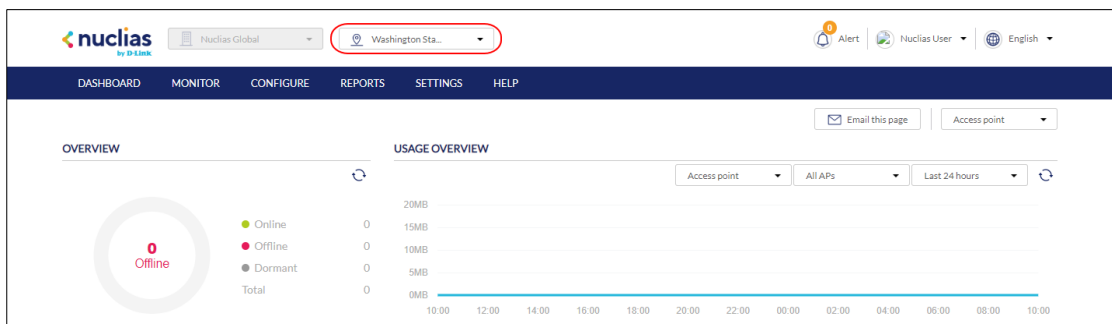 nuclias
by D-Link
Nuclias Global
Washington Sta...
0
Alert
Nuclias User
English
DASHBOARD MONITOR CONFIGURE REPORTS SETTINGS HELP
Email this page
Access point
OVERVIEW
0
Offline
Online 0
Offline 0
Dormant 0
Total 0
USAGE OVERVIEW
Access point
All APs
Last 24 hours
20MB
15MB
10MB
5MB
0MB
10:00 12:00 14:00 16:00 18:00 20:00 22:00 00:00 02:00 04:00 06:00 08:00 10:00